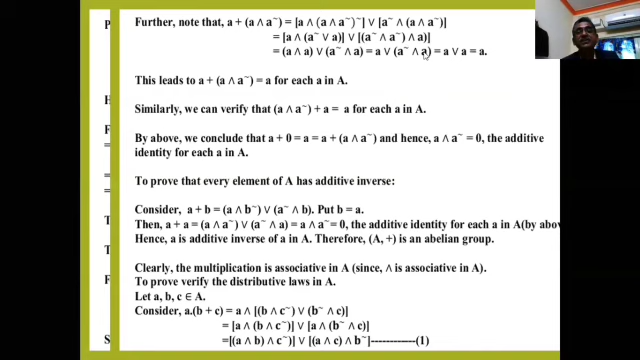 Further, note that a + (a ∧ a~) = [a ∧ (a ∧ a~)~] ∨ [a~ ∧ (a ∧ a~)]
= [a ∧ (a~ ∨ a)] ∨ [(a~ ∧ a~) ∧ a)]
= (a ∧ a) ∨ (a~ ∧ a) = a ∨ (a~ ∧ a) = a ∨ a = a.
This leads to a + (a ∧ a~) = a for each a in A.
Similarly, we can verify that (a ∧ a~) + a = a for each a in A.
By above, we conclude that a + 0 = a = a + (a ∧ a~) and hence, a ∧ a~ = 0, the additive
identity for each a in A.
To prove that every element of A has additive inverse:
Consider, a + b = (a ∧ b~) ∨ (a~ ∧ b). Put b = a.
Then, a + a = (a ∧ a~) ∨ (a~ ∧ a) = a ∧ a~ = 0, the additive identity for each a in A(by above
Hence, a is additive inverse of a in A. Therefore, (A, +) is an abelian group.
Clearly, the multiplication is associative in A (since, ∧ is associative in A).
To prove verify the distributive laws in A.
Let a, b, c ∈ A.
Consider, a.(b + c) = a ∧ [(b ∧ c~) ∨ (b~ ∧ c)]
= [a ∧ (b ∧ c~)] ∨ [a ∧ (b~ ∧ c)]
=[(a ∧ b) ∧ c~)] ∨ [(a ∧ c) ∧ b~]------------(1)